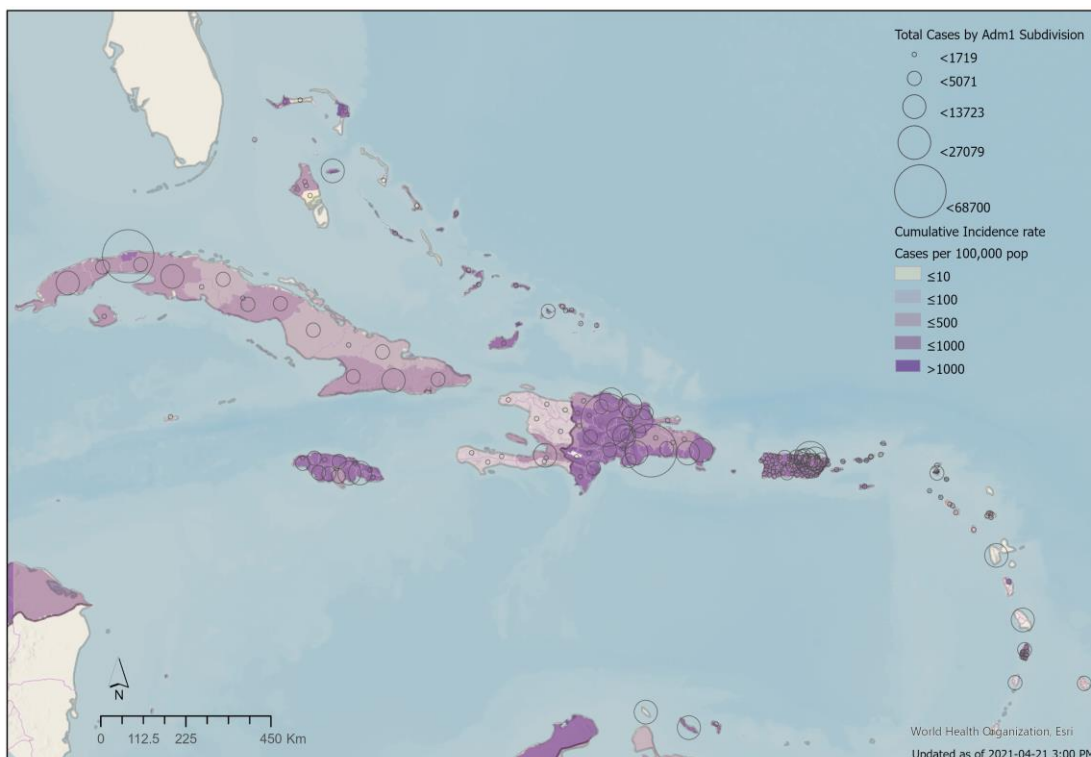 Total Cases by Adm1 Subdivision
<1719
<5071
<13723
<27079
<68700
Cumulative Incidence rate
Cases per 100,000 pop
≤10
≤100
≤500
≤1000
>1000
N
0 112.5 225 450 Km
World Health Organization, Esri
Updated as of 2021-04-21 3:00 PM